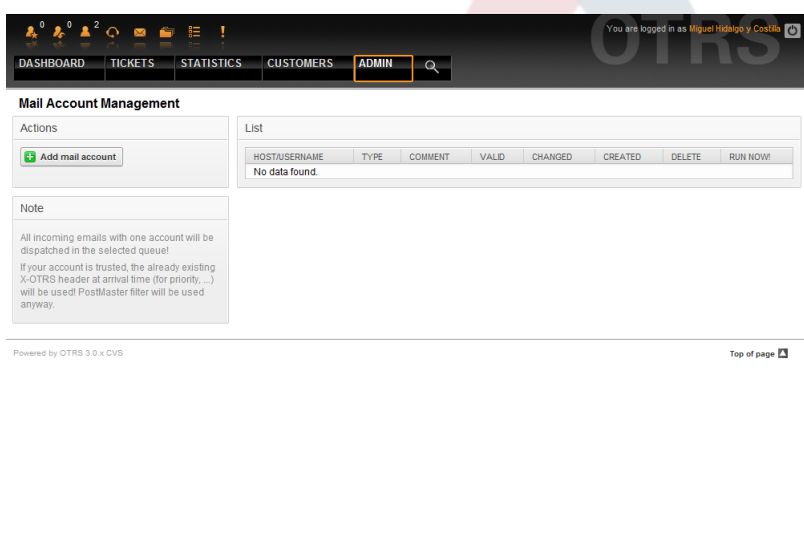 0
0
2
You are logged in as Miguel Hidalgo y Costilla
OTRS
DASHBOARD
TICKETS
STATISTICS
CUSTOMERS
ADMIN
Mail Account Management
Actions
Add mail account
List
HOST/USERNAME TYPE COMMENT VALID CHANGED CREATED DELETE RUN NOW!
No data found.
Note
All incoming emails with one account will be
dispatched in the selected queue!
If your account is trusted, the already existing
X-OTRS header at arrival time (for priority, ...)
will be used! PostMaster filter will be used
anyway.
Powered by OTRS 3.0.x CVS
Top of page